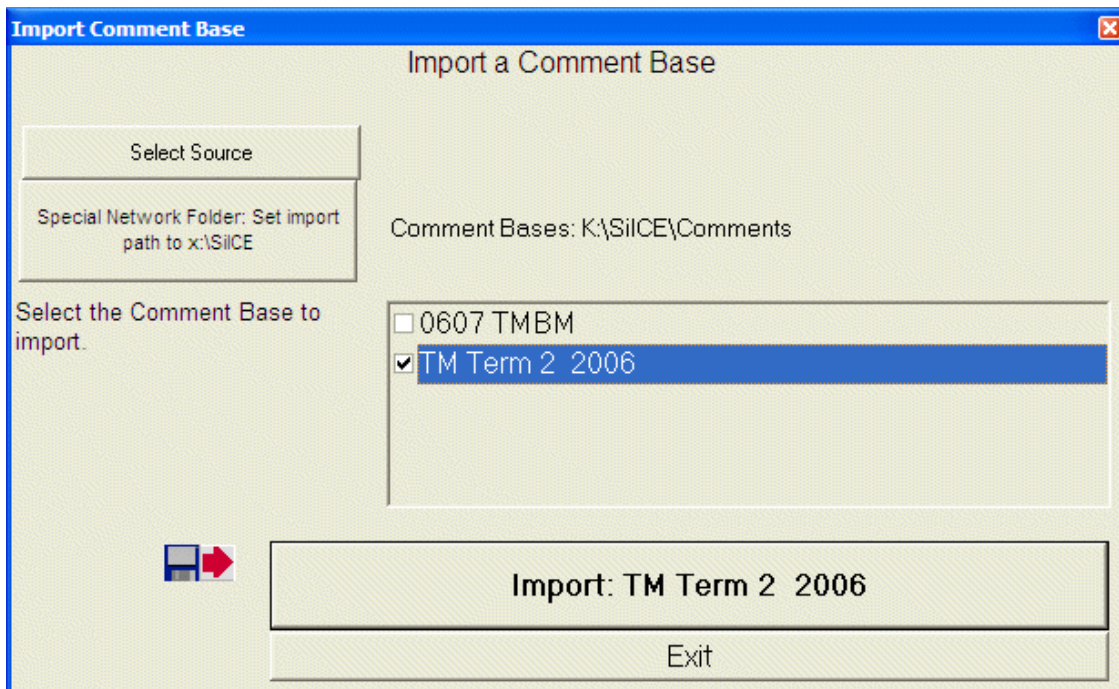 Import Comment Base
Import a Comment Base
Select Source
Special Network Folder: Set import
path to x:\SilCE
Comment Bases: K:\SilCE\Comments
Select the Comment Base to
import.
0607 TMBM
TM Term 2  2006
Import: TM Term 2  2006
Exit